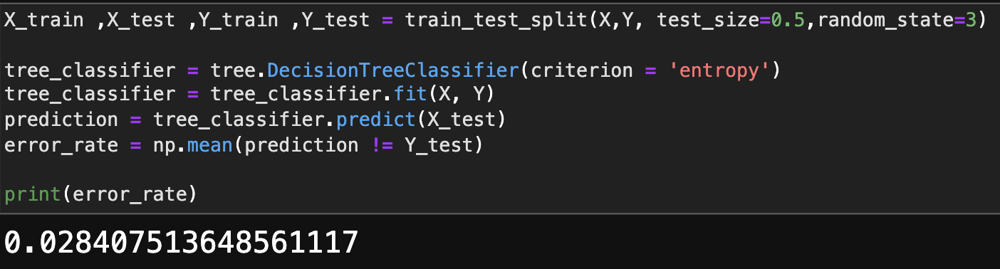 X_train ,X_test ,Y_train ,Y_test = train_test_split(X,Y, test_size=0.5,random_state=3)
tree_classifier = tree.DecisionTreeClassifier(criterion = 'entropy')
tree_classifier = tree_classifier.fit(X, Y)
prediction = tree_classifier.predict(X_test)
error_rate = np.mean(prediction != Y_test)
print(error_rate)
0.028407513648561117